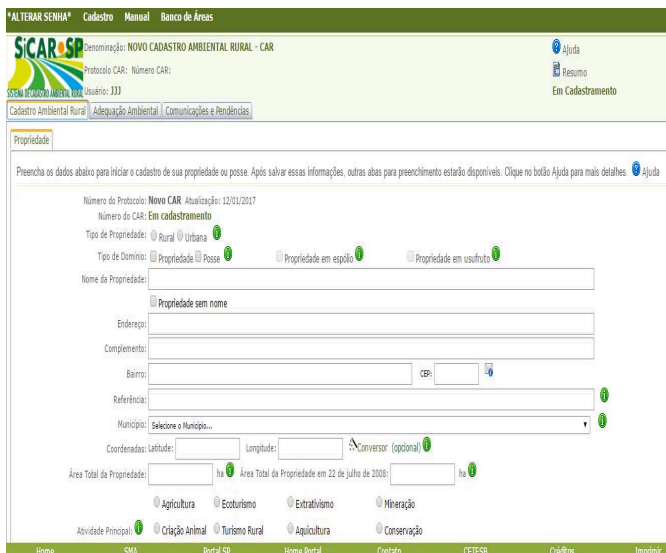 *ALTERAR SENHA* Cadastro Manual Banco de Áreas
SiCAR SP
SISTEMA DE CADASTRO AMBIENTAL RURAL
Denominação: NOVO CADASTRO AMBIENTAL RURAL - CAR
Ajuda
Protocolo CAR: Número CAR:
Resumo
Usuário: JJJ
Em Cadastramento
Cadastro Ambiental Rural Adequação Ambiental Comunicações e Pendências
Propriedade
Preencha os dados abaixo para iniciar o cadastro de sua propriedade ou posse. Após salvar essas informações, outras abas para preenchimento estarão disponíveis. Clique no botão Ajuda para mais detalhes. Ajuda
Número do Protocolo: Novo CAR Atualização: 12/01/2017
Número do CAR: Em cadastramento
Tipo de Propriedade: Rural Urbana
Tipo de Domínio: Propriedade Posse Propriedade em espólio Propriedade em usufruto
Nome da Propriedade:
Propriedade sem nome
Endereço:
Complemento:
Bairro: CEP:
Referência:
Município: Selecione o Município...
Coordenadas: Latitude: Longitude: Conversor (opcional)
Área Total da Propriedade: ha Área Total da Propriedade em 22 de julho de 2008: ha
Agricultura Ecoturismo Extrativismo Mineração
Atividade Principal: Criação Animal Turismo Rural Aquicultura Conservação
Home SMA Portal SP Home Portal Contato CETESB Créditos Imprimir